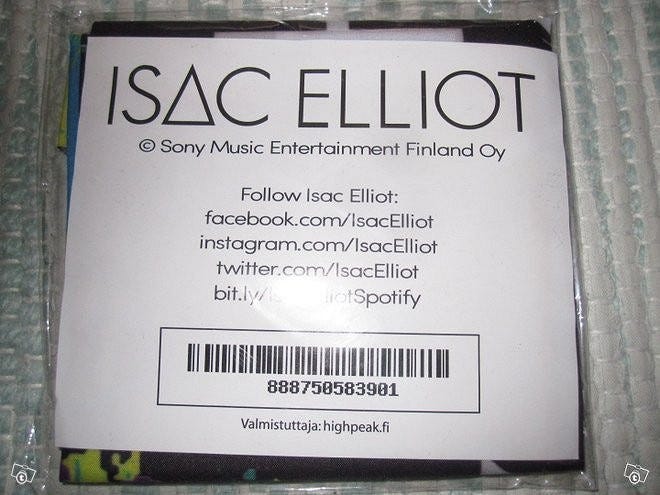 ISAC ELLIOT
© Sony Music Entertainment Finland Oy
Follow Isac Elliot:
facebook.com/IsacElliot
instagram.com/IsacElliot
twitter.com/IsacElliot
bit.ly/IsacElliotSpotify
888750583901
Valmistuttaja: highpeak.fi